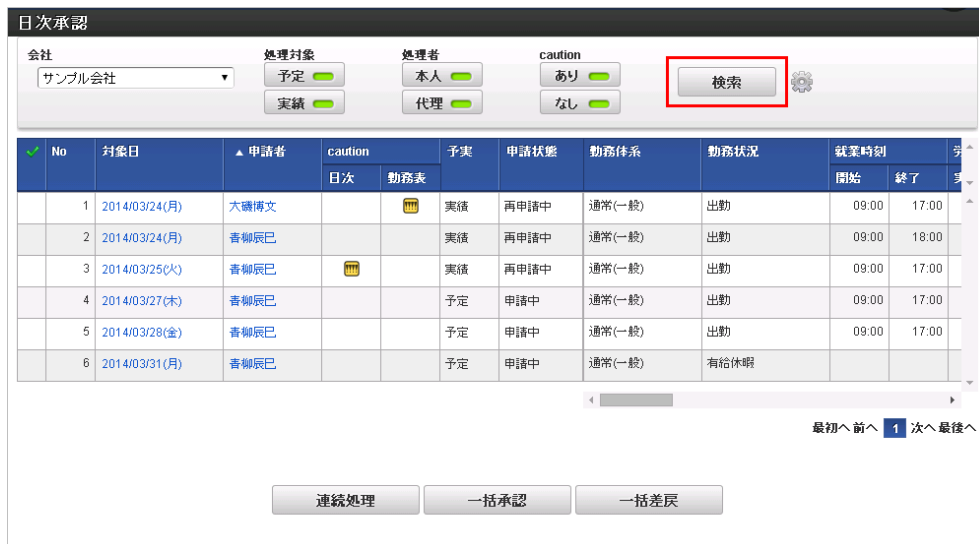 日次承認
会社 処理対象 処理者 caution
サンプル会社 予定 本人 あり 検索
実績 代理 なし
No 対象日 ▲ 申請者 caution 予実 申請状態 勤務体系 勤務状況 就業時刻
日次 勤務表 開始 終了
1 2014/03/24(月) 大磯博文 実績 再申請中 通常(一般) 出勤 09:00 17:00
2 2014/03/24(月) 青柳辰巳 実績 再申請中 通常(一般) 出勤 09:00 18:00
3 2014/03/25(火) 青柳辰巳 実績 再申請中 通常(一般) 出勤 09:00 17:00
4 2014/03/27(木) 青柳辰巳 予定 申請中 通常(一般) 出勤 09:00 17:00
5 2014/03/28(金) 青柳辰巳 予定 申請中 通常(一般) 出勤 09:00 17:00
6 2014/03/31(月) 青柳辰巳 予定 申請中 通常(一般) 有給休暇
最初へ 前へ 1 次へ 最後へ
連続処理 一括承認 一括差戻